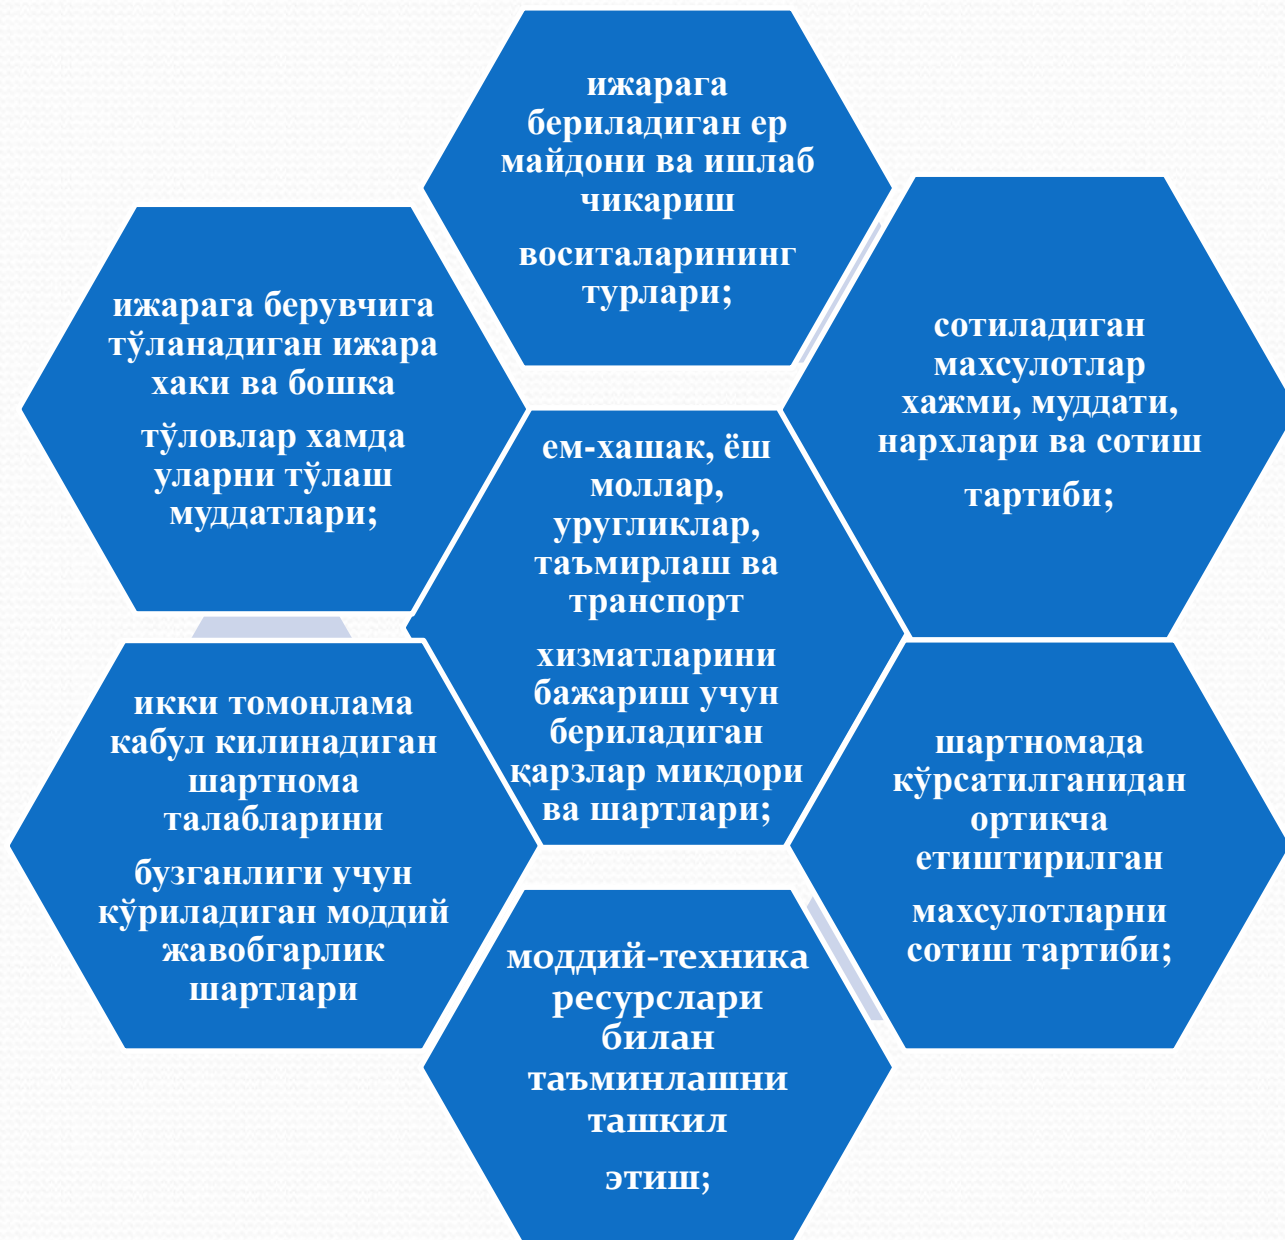 ижарага
бериладиган ер
майдони ва ишлаб
чикариш
воситаларининг
турлари;
сотиладиган
махсулотлар
хажми, муддати,
нархлари ва сотиш
тартиби;
шартномада
кўрсатилганидан
ортикча
етиштирилган
махсулотларни
сотиш тартиби;
моддий-техника
ресурслари
билан
таъминлашни
ташкил
этиш;
икки томонлама
кабул килинадиган
шартнома
талабларини
бузганлиги учун
кўриладиган моддий
жавобгарлик
шартлари
ижарага берувчига
тўланадиган ижара
хаки ва бошка
тўловлар хамда
уларни тўлаш
муддатлари;
ем-хашак, ёш
моллар,
уругликлар,
таъмирлаш ва
транспорт
хизматларини
бажариш учун
бериладиган
қарзлар микдори
ва шартлари;